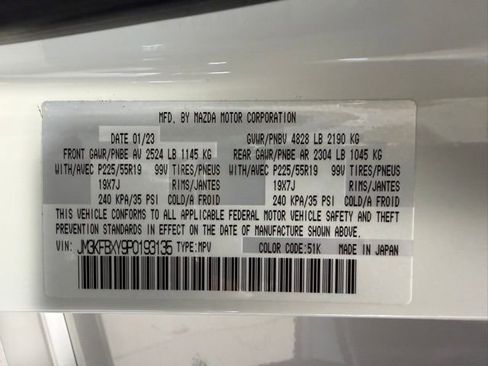 MFD. BY MAZDA MOTOR CORPORATION
DATE 01/23 GVWR/PNBV 4828 LB 2190 KG
FRONT GAWR/PNBE AV 2524 LB 1145 KG REAR GAWR/PNBE AR 2304 LB 1045 KG
WITH/AVEC P225/55R19 99V TIRES/PNEUS WITH/AVEC P225/55R19 99V TIRES/PNEUS
19X7J RIMS/JANTES 19X7J RIMS/JANTES
240 KPA/35 PSI COLD/A FROID 240 KPA/35 PSI COLD/A FROID
THIS VEHICLE CONFORMS TO ALL APPLICABLE FEDERAL MOTOR VEHICLE SAFETY AND THEFT
PREVENTION STANDARDS IN EFFECT ON THE DATE OF MANUFACTURE SHOWN ABOVE.
VIN: JM3KFBXY9P0193135 TYPE:MPV COLOR CODE:51K MADE IN JAPAN